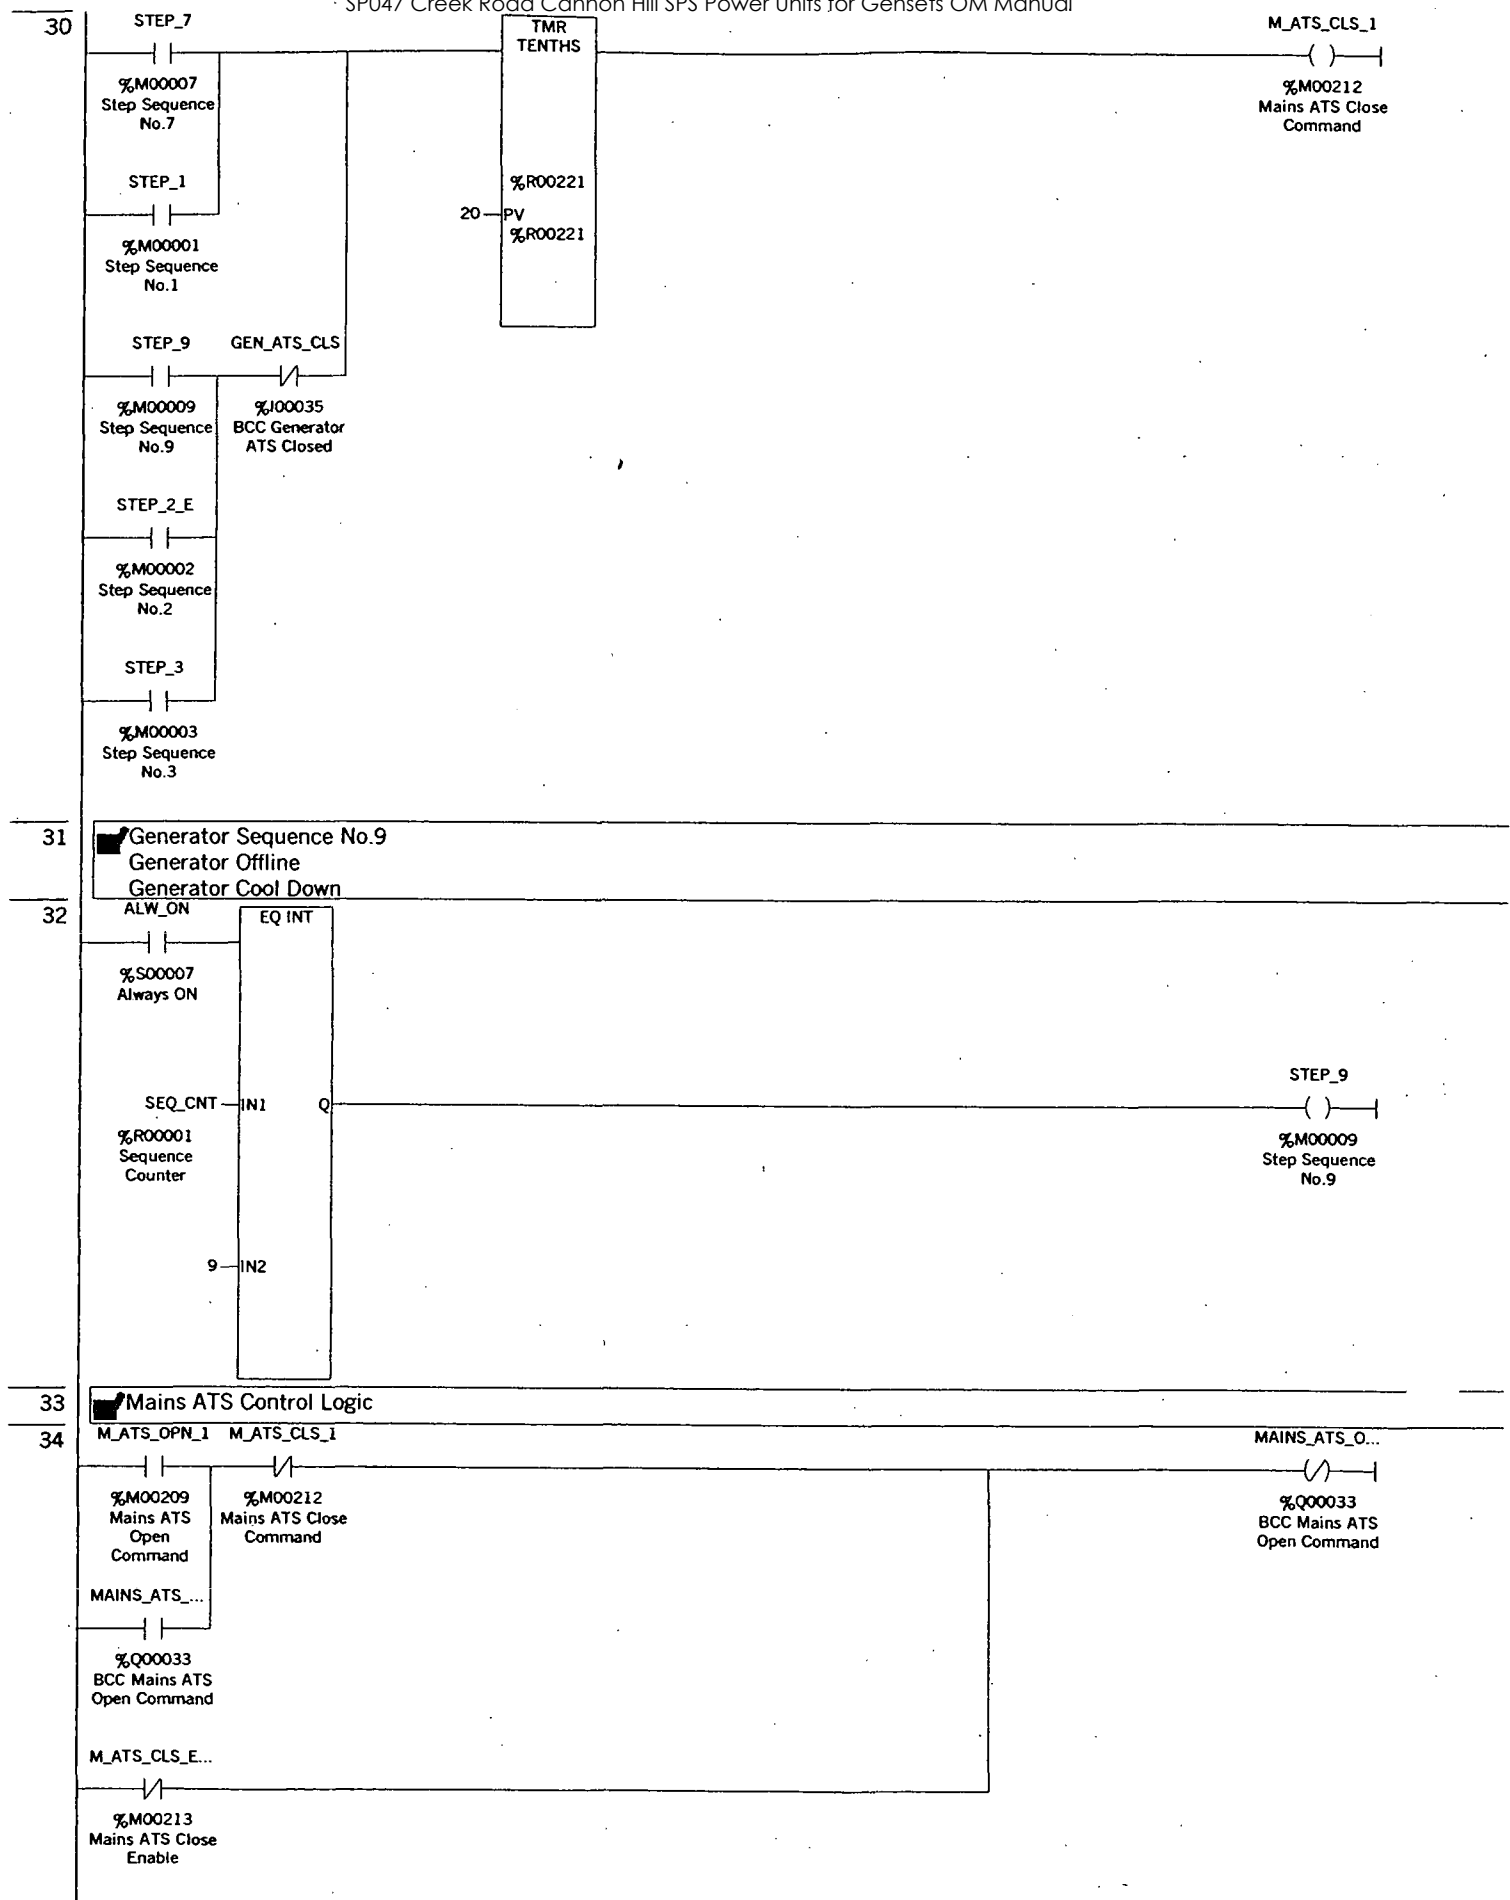 SP047 Creek Road Cannon Hill SPS Power Units for Gensets OM Manual
30
STEP_7
TMR
TENTHS
M_ATS_CLS_1
%M00007
Step Sequence
No.7
%M00212
Mains ATS Close
Command
STEP_1
%R00221
20
PV
%R00221
%M00001
Step Sequence
No.1
STEP_9
GEN_ATS_CLS
%M00009
Step Sequence
No.9
%I00035
BCC Generator
ATS Closed
STEP_2_E
%M00002
Step Sequence
No.2
STEP_3
%M00003
Step Sequence
No.3
31
Generator Sequence No.9
Generator Offline
Generator Cool Down
32
ALW_ON
EQ INT
%S00007
Always ON
STEP_9
SEQ_CNT
IN1
Q
%R00001
Sequence
Counter
%M00009
Step Sequence
No.9
9
IN2
33
Mains ATS Control Logic
34
M_ATS_OPN_1
M_ATS_CLS_1
MAINS_ATS_O...
%M00209
Mains ATS
Open
Command
%M00212
Mains ATS Close
Command
%Q00033
BCC Mains ATS
Open Command
MAINS_ATS_...
%Q00033
BCC Mains ATS
Open Command
M_ATS_CLS_E...
%M00213
Mains ATS Close
Enable